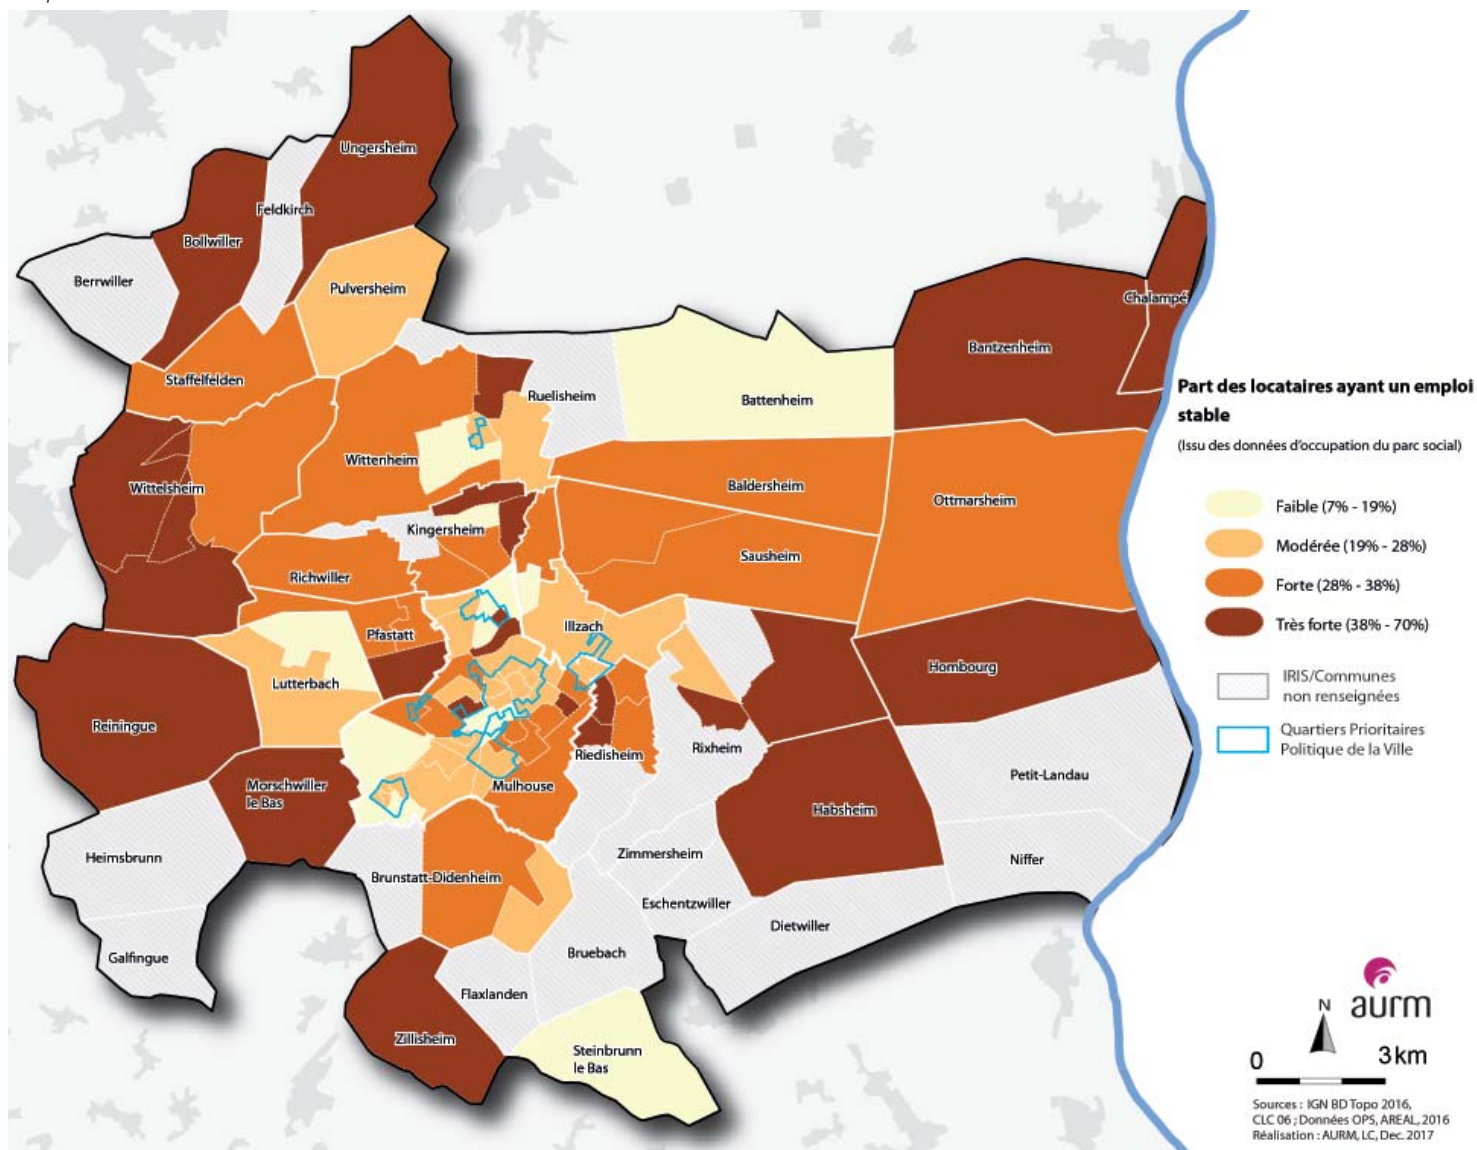 Ungersheim
Feldkirch
Bollwiller
Berrwiller
Pulversheim
Chalampé
Bantzenheim
Staffelfelden
Ruelisheim
Battenheim
Wittenheim
Wittelsheim
Baldersheim
Ottmarsheim
Kingersheim
Sausheim
Richwiller
Pfastatt
Illzach
Hombourg
Lutterbach
Reiningue
Rixheim
Riedisheim
Petit-Landau
Morschwiller
le Bas
Mulhouse
Habsheim
Heimsbrunn
Zimmersheim
Niffer
Brunstatt-Didenheim
Eschentzwiller
Dietwiller
Galfingue
Bruebach
Flaxlanden
Zillisheim
Steinbrunn
le Bas
Part des locataires ayant un emploi
stable
(Issu des données d'occupation du parc social)
Faible (7% - 19%)
Modérée (19% - 28%)
Forte (28% - 38%)
Très forte (38% - 70%)
IRIS/Communes
non renseignées
Quartiers Prioritaires
Politique de la Ville
aurm
N
0 3 km
Sources : IGN BD Topo 2016,
CLC 06 ; Données OPS, AREAL, 2016
Réalisation : AURM, LC, Dec. 2017